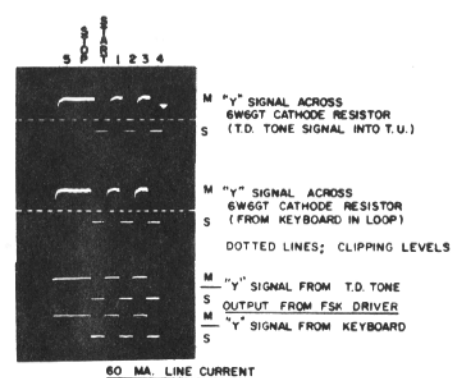 5 STOP START 1 2 3 4
M "Y" SIGNAL ACROSS
6W6GT CATHODE RESISTOR
S (T.D. TONE SIGNAL INTO T.U.)
M "Y" SIGNAL ACROSS
6W6GT CATHODE RESISTOR
S (FROM KEYBOARD IN LOOP)
DOTTED LINES; CLIPPING LEVELS
M
"Y" SIGNAL FROM T.D. TONE
S
OUTPUT FROM FSK DRIVER
M
"Y" SIGNAL FROM KEYBOARD
S
60 MA. LINE CURRENT